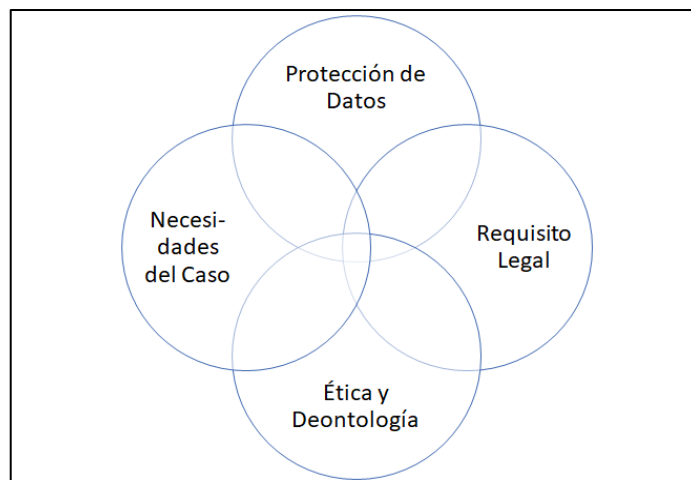 Protección de
Datos
Necesi-
dades
del Caso
Requisito
Legal
Ética y
Deontología